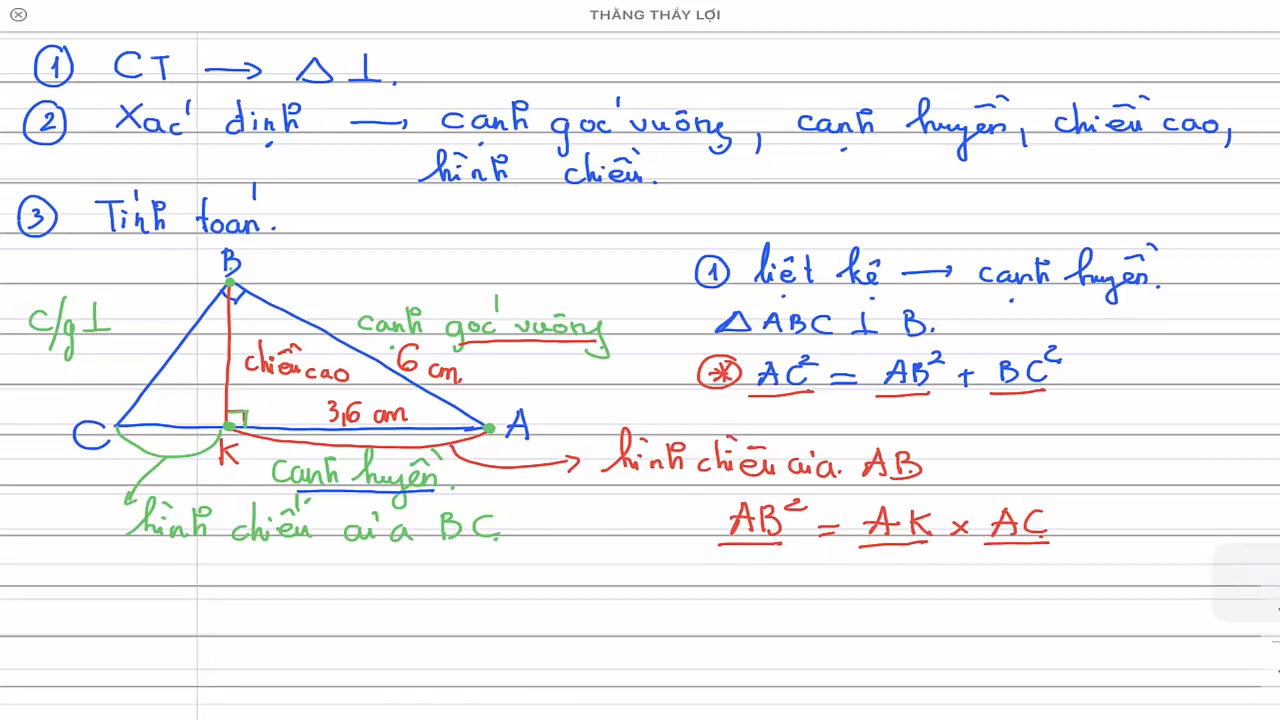 THẰNG THẦY LỢI
① CT → △ ⊥.
② Xác định → cạnh góc vuông, cạnh huyền, chiều cao,
hình chiếu.
③ Tính toán.
B
① liệt kê → cạnh huyền.
C/g ⊥
cạnh góc vuông
△ ABC ⊥ B.
chiều cao
6 cm.
⊛ AC² = AB² + BC²
3,6 cm
C
K
A
hình chiếu của AB
cạnh huyền.
hình chiếu của BC.
AB² = AK × AC